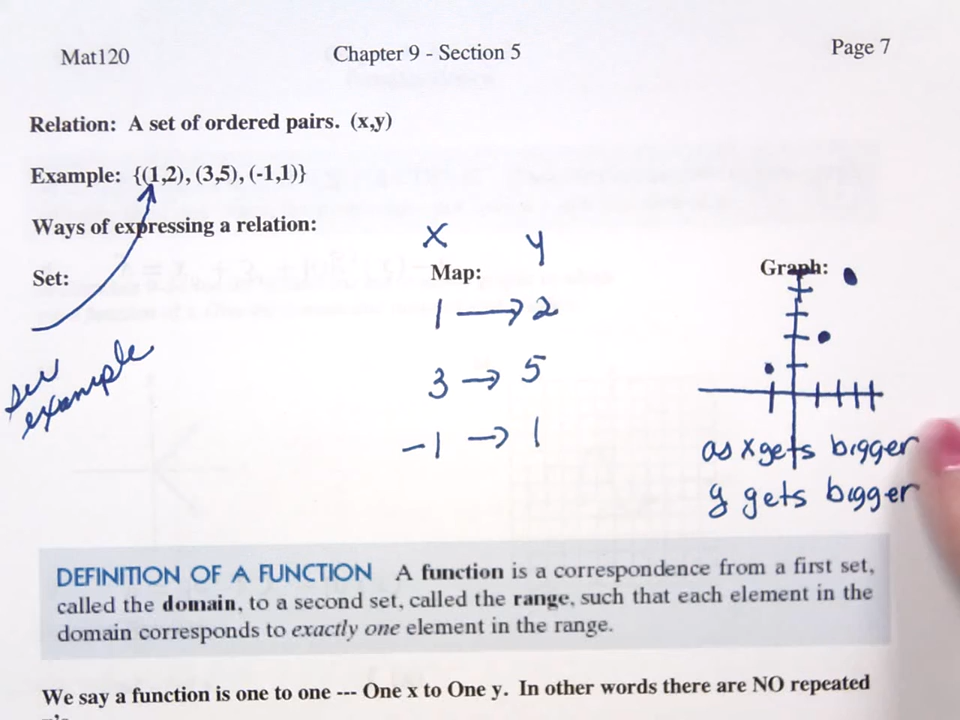 Mat120
Chapter 9 - Section 5
Page 7
Relation: A set of ordered pairs. (x,y)
Example: {(1,2), (3,5), (-1,1)}
Ways of expressing a relation:
Set:
see
example
x y
Map:
1 → 2
3 → 5
-1 → 1
Graph:
as x gets bigger
y gets bigger
DEFINITION OF A FUNCTION A function is a correspondence from a first set,
called the domain, to a second set, called the range, such that each element in the
domain corresponds to exactly one element in the range.
We say a function is one to one --- One x to One y. In other words there are NO repeated